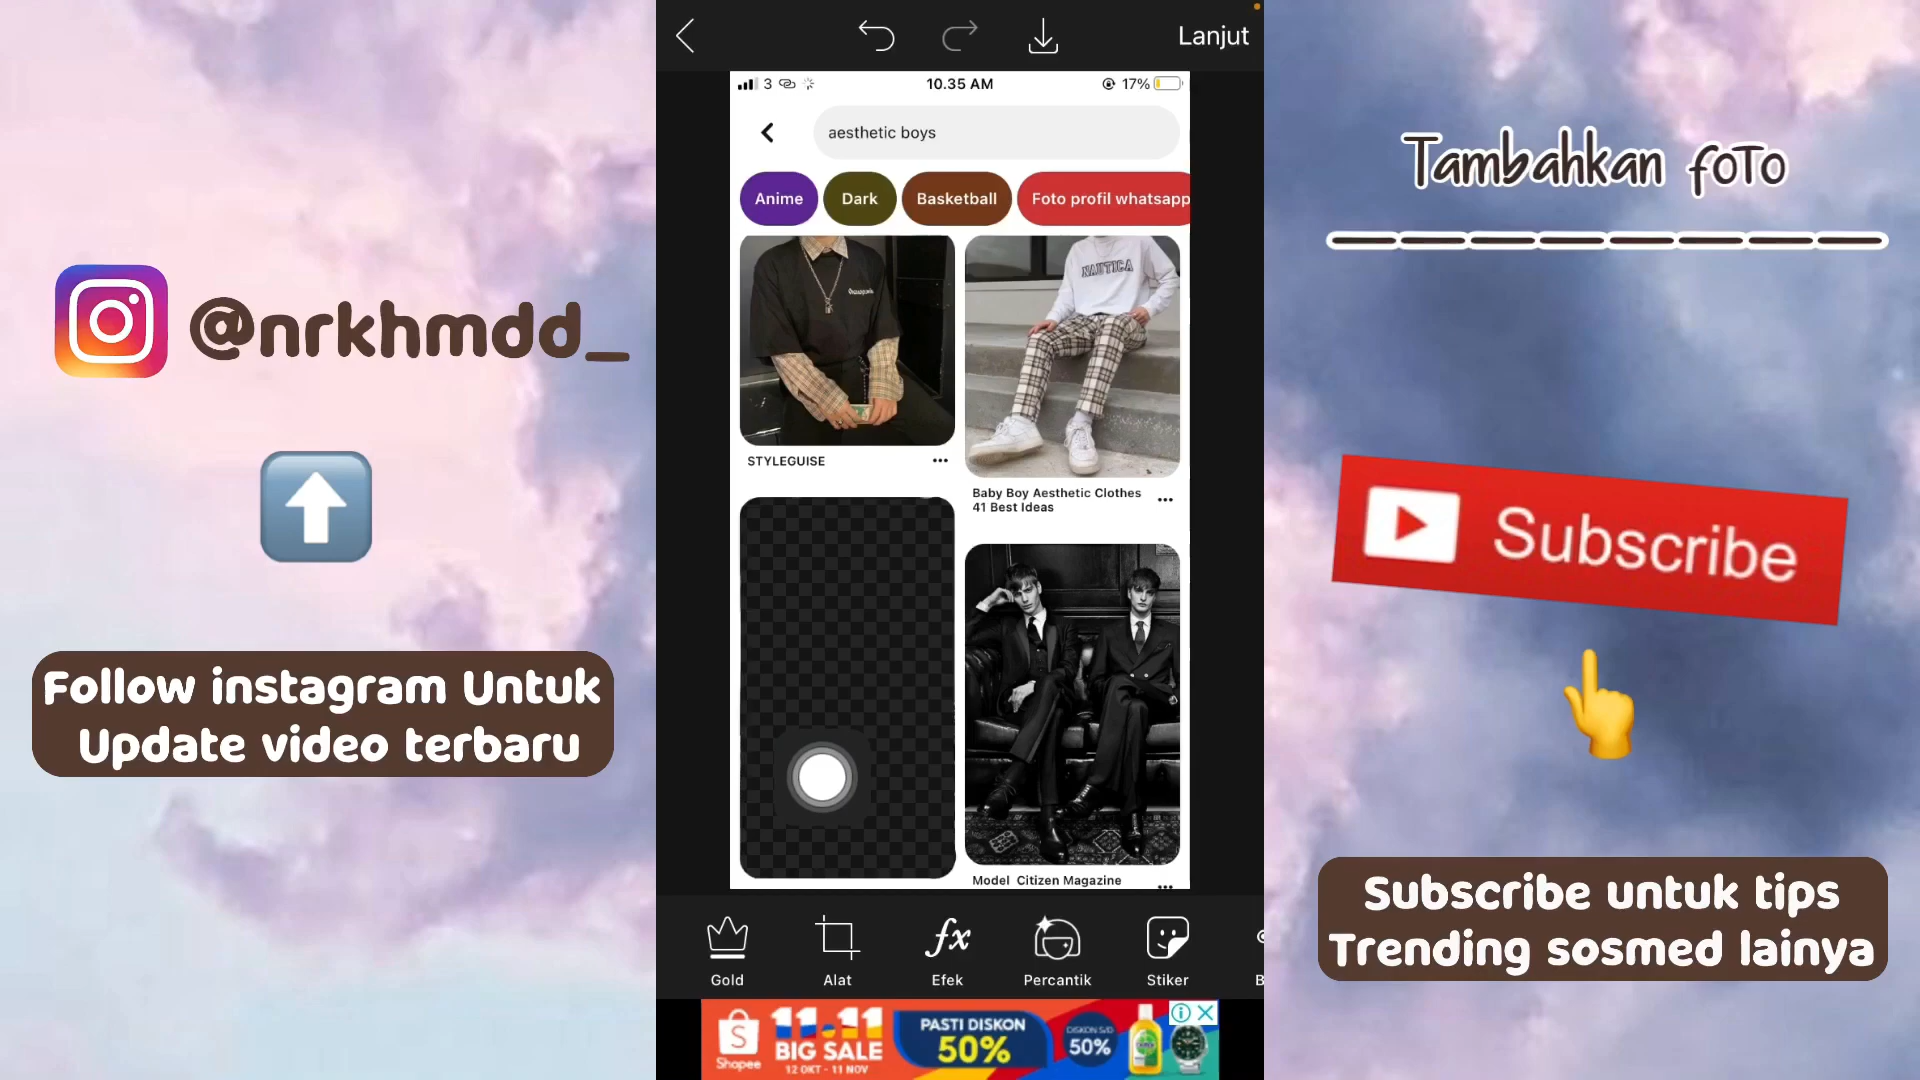 @nrkhmdd_
Follow instagram Untuk
Update video terbaru
Lanjut
3
10.35 AM
17%
aesthetic boys
Anime
Dark
Basketball
Foto profil whatsapp
NAUTICA
STYLEGUISE
Baby Boy Aesthetic Clothes
41 Best Ideas
Model Citizen Magazine
Gold
Alat
fx
Efek
Percantik
Stiker
B
Shopee
11-11
BIG SALE
12 OKT - 11 NOV
PASTI DISKON
50%
DISKON S/D
50%
Tambahkan foto
Subscribe
Subscribe untuk tips
Trending sosmed lainya